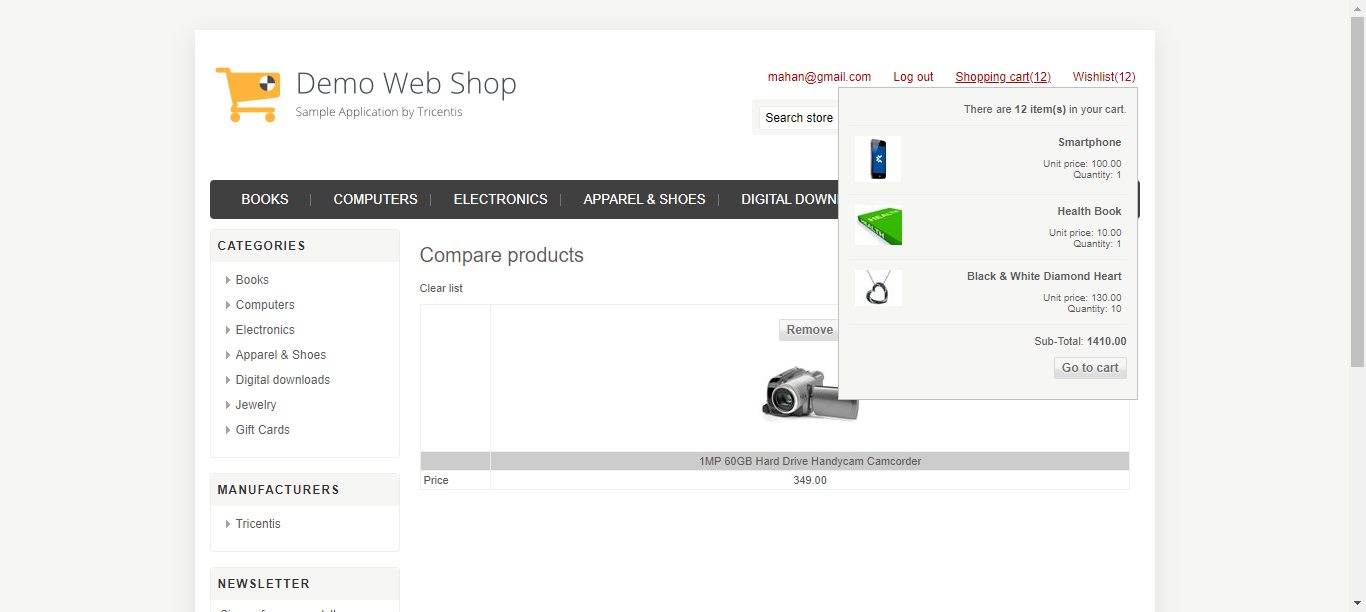 Demo Web Shop
Sample Application by Tricentis
mahan@gmail.com Log out Shopping cart(12) Wishlist(12)
Search store
There are 12 item(s) in your cart.
Smartphone
Unit price: 100.00
Quantity: 1
Health Book
Unit price: 10.00
Quantity: 1
Black & White Diamond Heart
Unit price: 130.00
Quantity: 10
Sub-Total: 1410.00
Go to cart
BOOKS COMPUTERS ELECTRONICS APPAREL & SHOES DIGITAL
CATEGORIES
Books
Computers
Electronics
Apparel & Shoes
Digital downloads
Jewelry
Gift Cards
MANUFACTURERS
Tricentis
NEWSLETTER
Compare products
Clear list
Remove
1MP 60GB Hard Drive Handycam Camcorder
Price 349.00